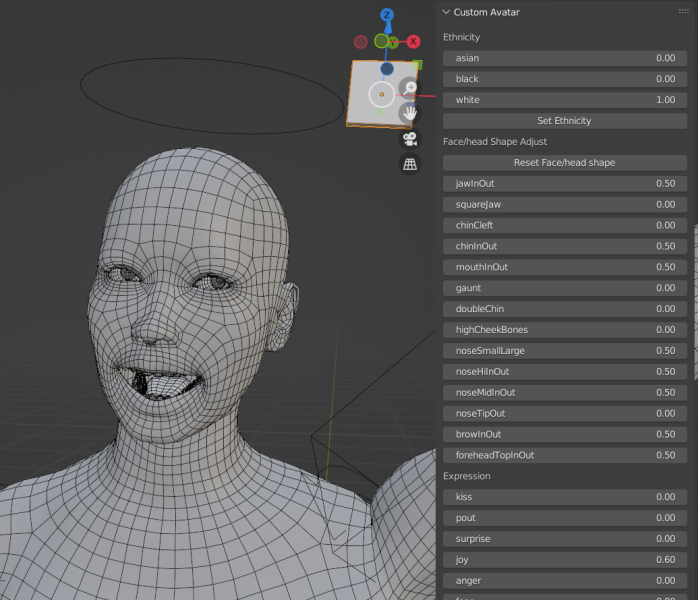 Custom Avatar
Z
X
Y
Ethnicity
asian 0.00
black 0.00
white 1.00
Set Ethnicity
Face/head Shape Adjust
Reset Face/head shape
jawInOut 0.50
squareJaw 0.00
chinCleft 0.00
chinInOut 0.50
mouthInOut 0.50
gaunt 0.00
doubleChin 0.00
highCheekBones 0.00
noseSmallLarge 0.50
noseHiInOut 0.50
noseMidInOut 0.50
noseTipOut 0.00
browInOut 0.50
foreheadTopInOut 0.50
Expression
kiss 0.00
pout 0.00
surprise 0.00
joy 0.60
anger 0.00